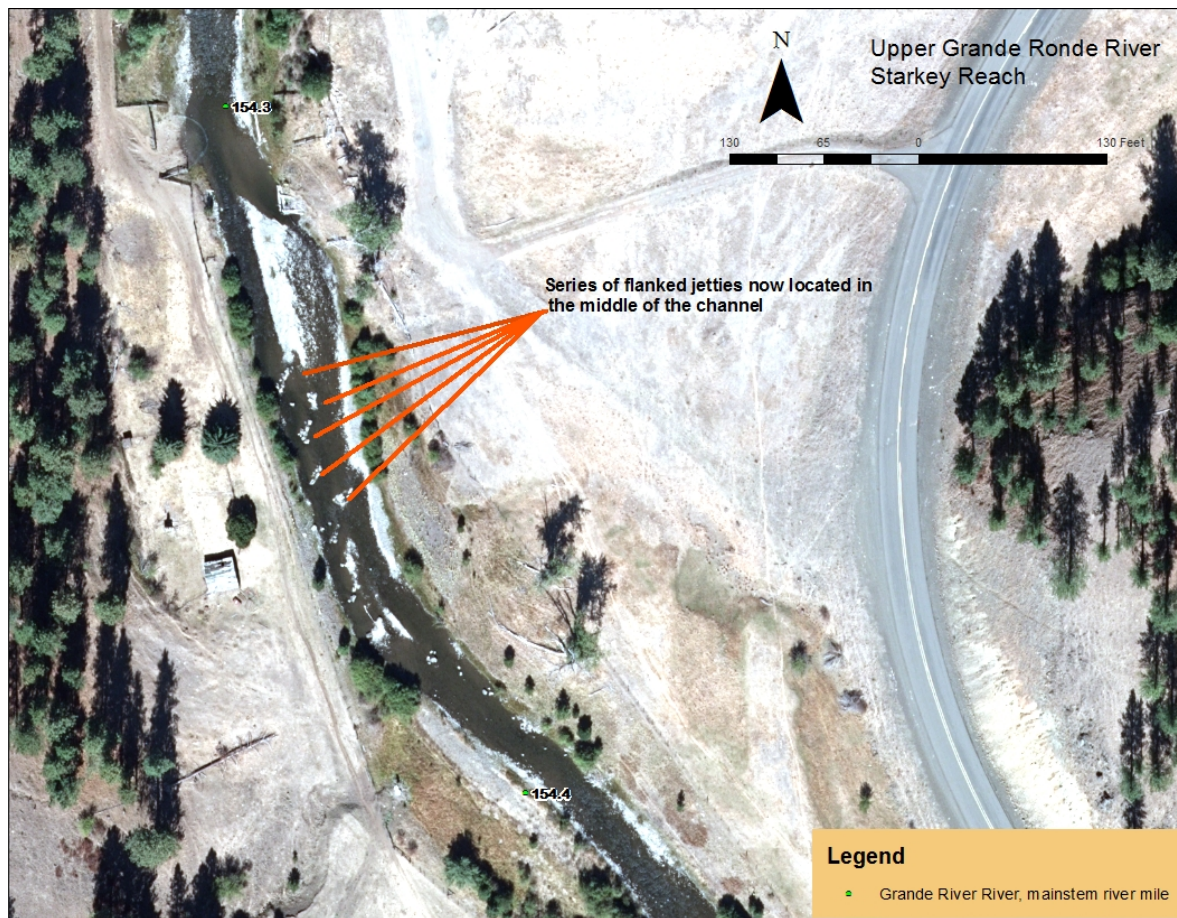 154.3
N
Upper Grande Ronde River
Starkey Reach
130 65 0 130 Feet
Series of flanked jetties now located in
the middle of the channel
154.4
Legend
Grande River River, mainstem river mile